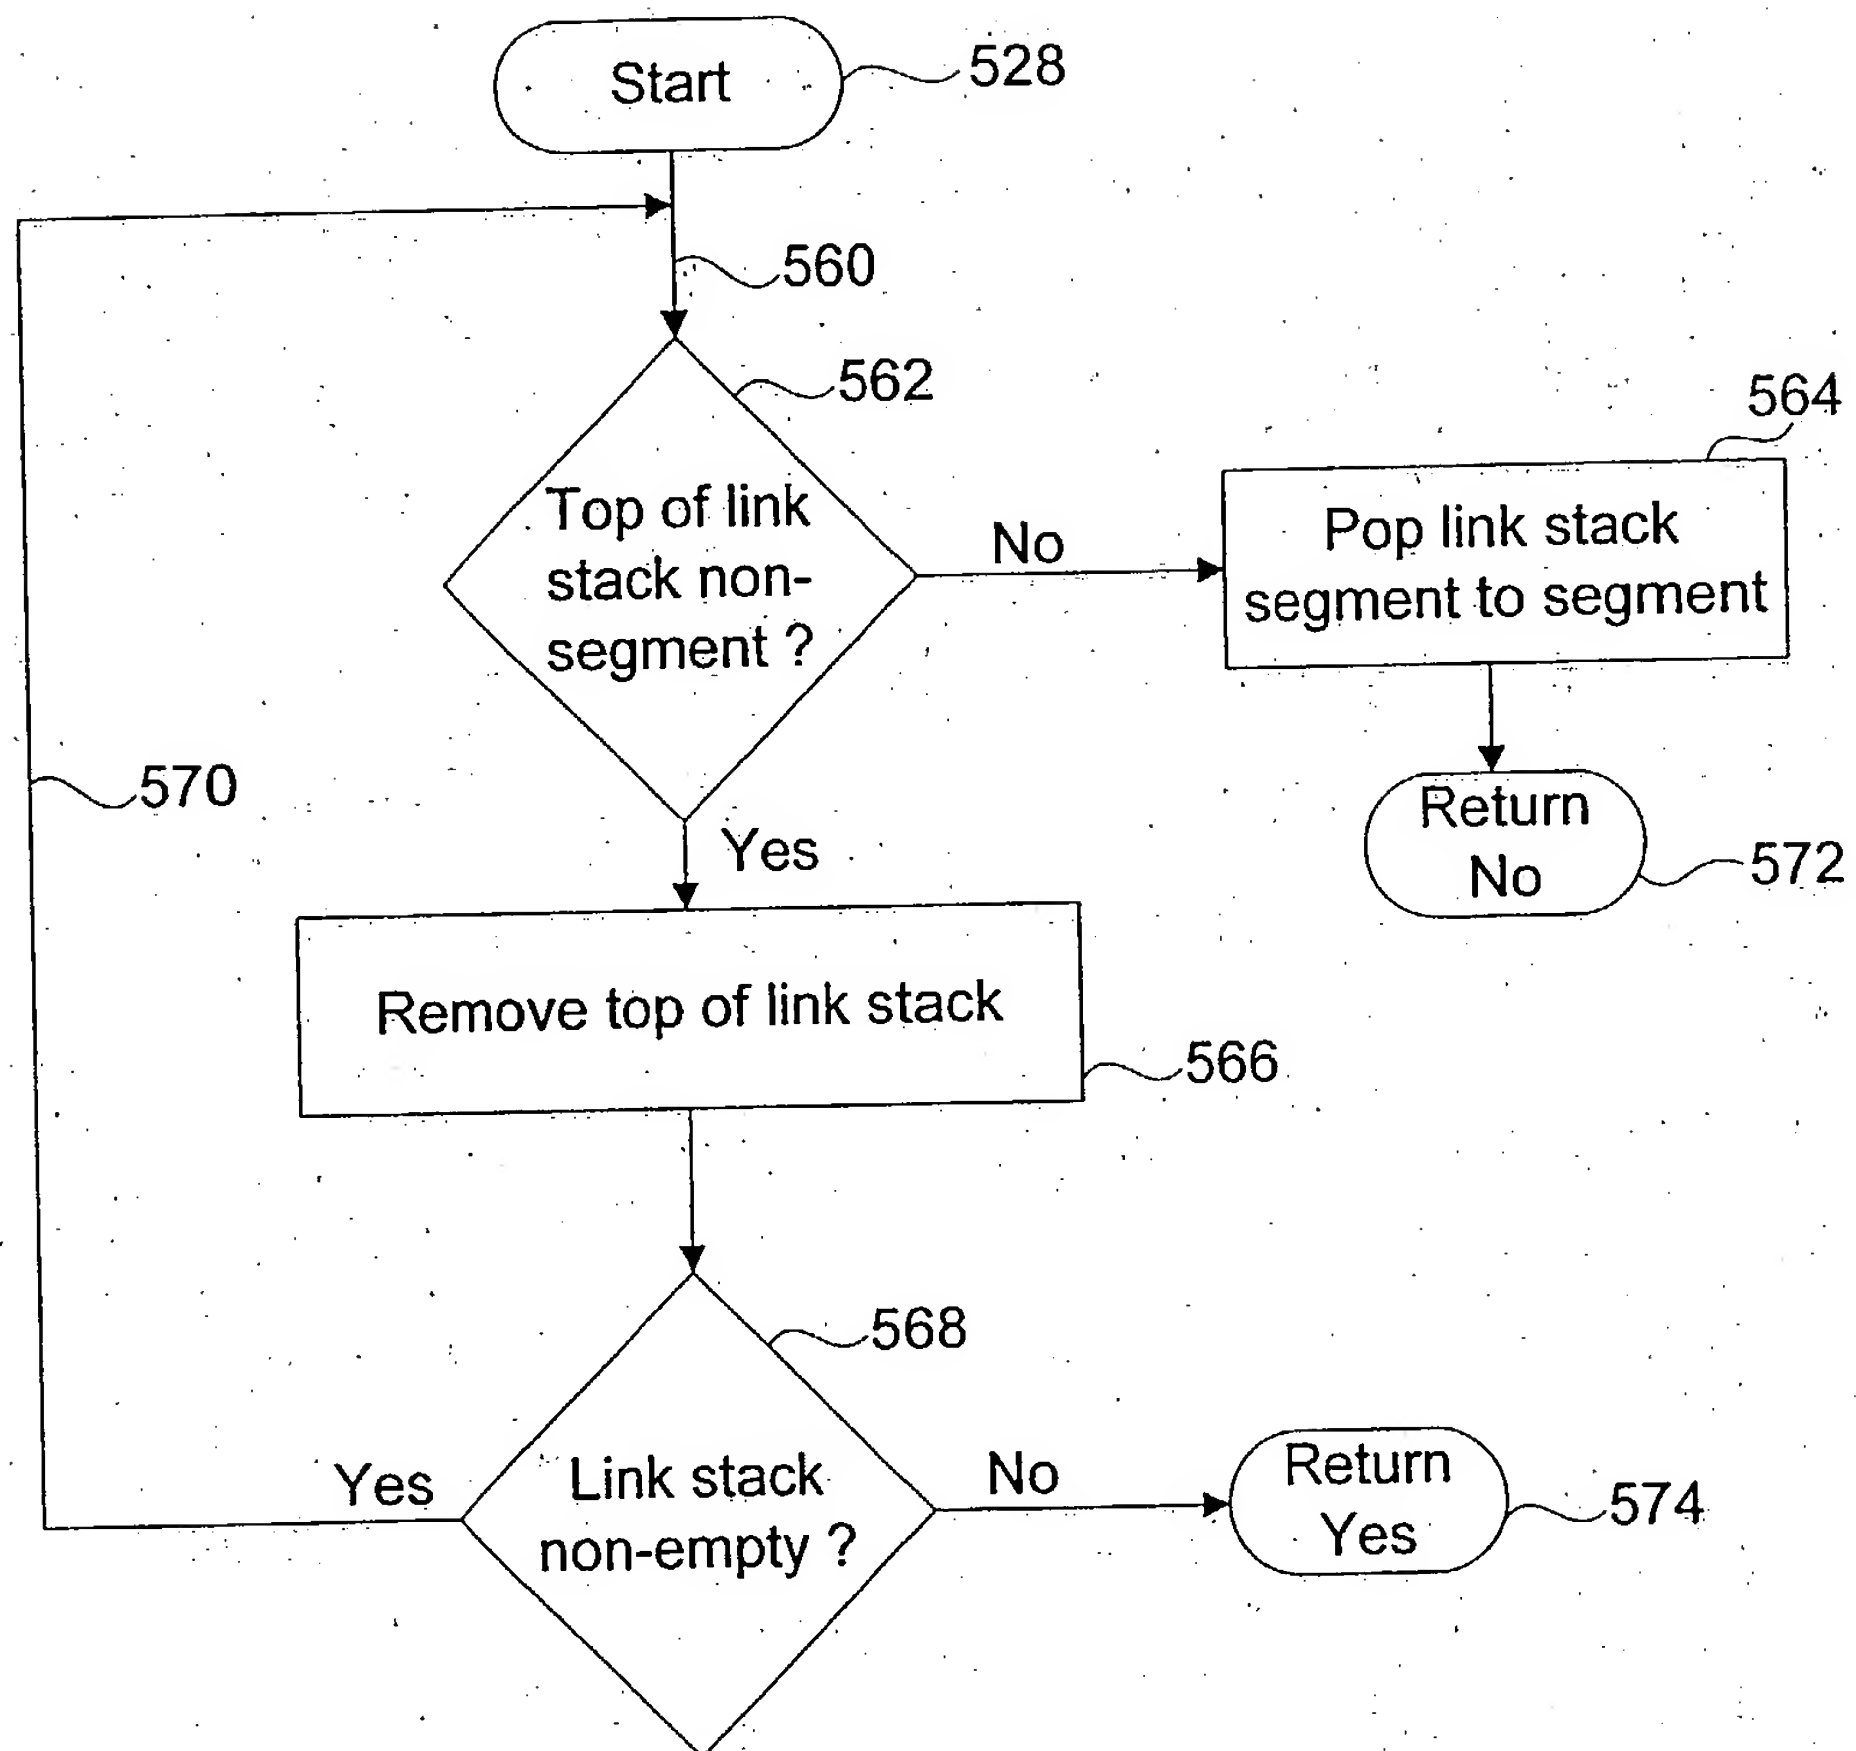 Start
528
560
562
Top of link
stack non-
segment ?
No
564
Pop link stack
segment to segment
570
Yes
Return
No
572
Remove top of link stack
566
568
Yes
Link stack
non-empty ?
No
Return
Yes
574